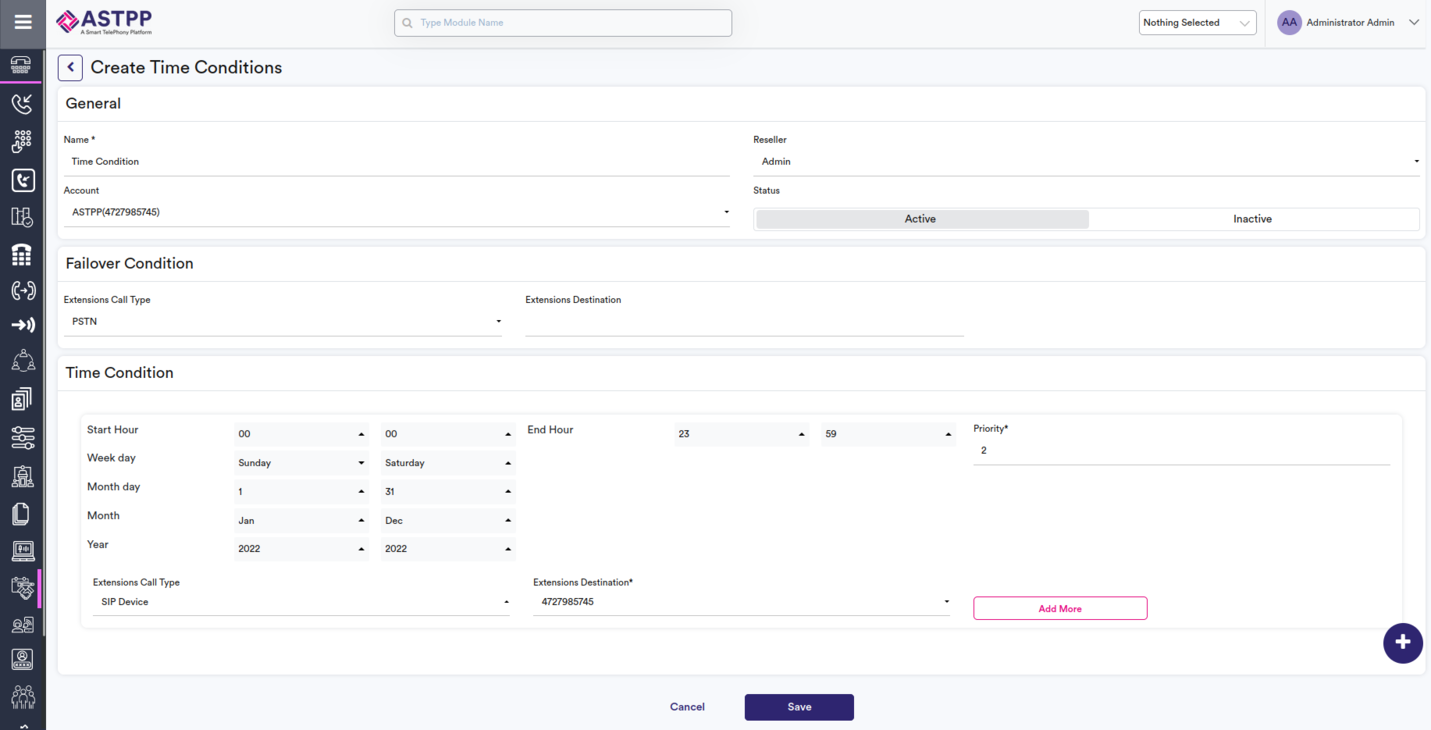 ASTPP
A Smart TelePhony Platform
Type Module Name
Nothing Selected
AA
Administrator Admin
Create Time Conditions
General
Name *
Reseller
Time Condition
Admin
Account
Status
ASTPP(4727985745)
Active
Inactive
Failover Condition
Extensions Call Type
Extensions Destination
PSTN
Time Condition
Start Hour
00
00
End Hour
23
59
Priority*
2
Week day
Sunday
Saturday
Month day
1
31
Month
Jan
Dec
Year
2022
2022
Extensions Call Type
Extensions Destination*
SIP Device
4727985745
Add More
Cancel
Save